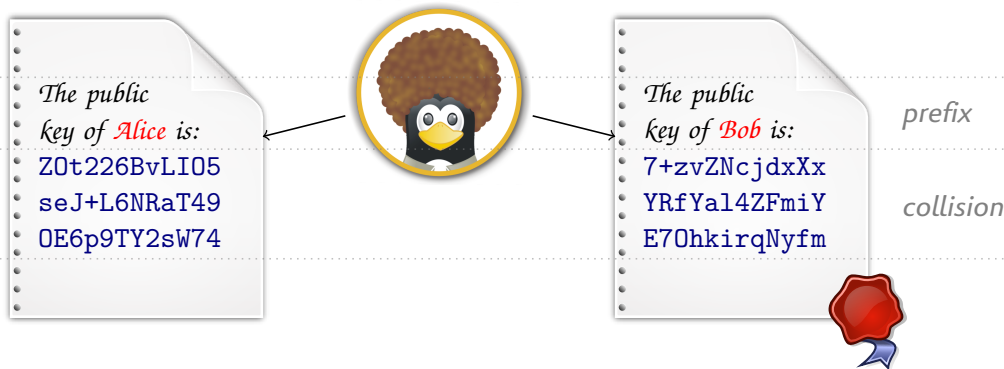 The public
key of Alice is:
ZOt226BvLIO5
seJ+L6NRaT49
OE6p9TY2sW74
The public
key of Bob is:
7+zvZNcjdxXx
YRfYal4ZFmiY
E7OhkirqNyfm
prefix
collision